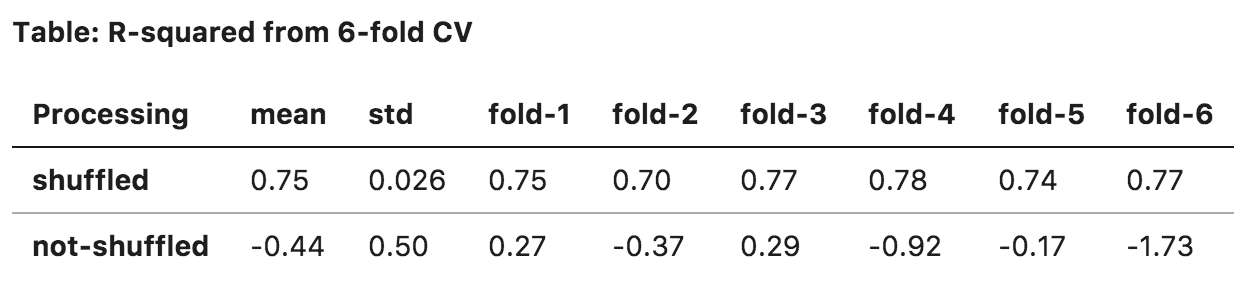 Table: R-squared from 6-fold CV
Processing mean std fold-1 fold-2 fold-3 fold-4 fold-5 fold-6
shuffled 0.75 0.026 0.75 0.70 0.77 0.78 0.74 0.77
not-shuffled -0.44 0.50 0.27 -0.37 0.29 -0.92 -0.17 -1.73